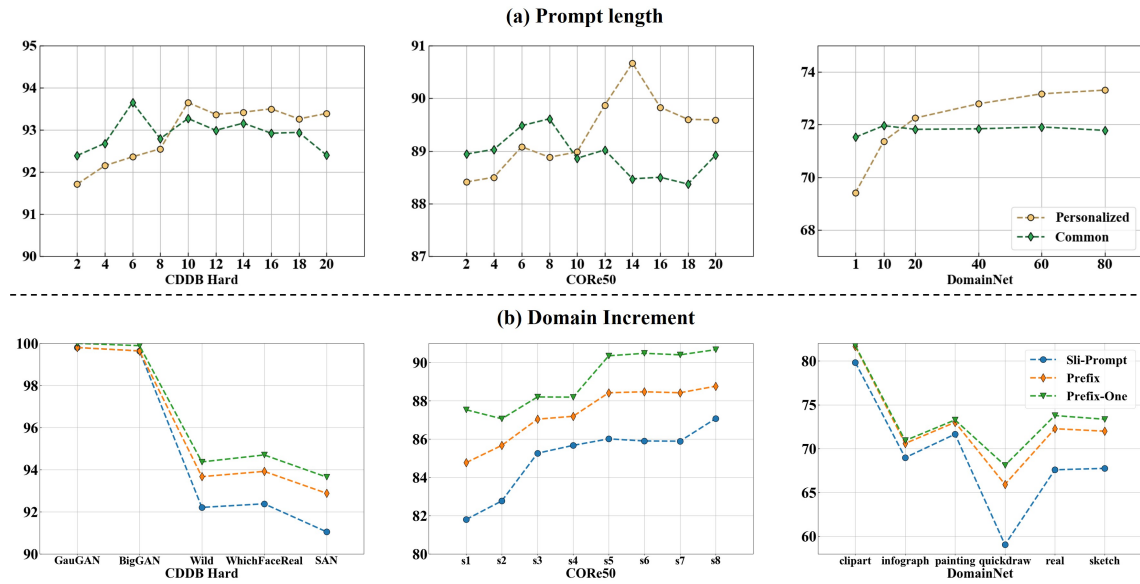 (a) Prompt length
95
94
93
92
91
90
2 4 6 8 10 12 14 16 18 20
CDDB Hard
91
90
89
88
87
2 4 6 8 10 12 14 16 18 20
CORe50
74
72
70
68
Personalized
Common
1 10 20 40 60 80
DomainNet
(b) Domain Increment
100
98
96
94
92
90
GauGAN BigGAN Wild WhichFaceReal SAN
CDDB Hard
90
88
86
84
82
80
s1 s2 s3 s4 s5 s6 s7 s8
CORe50
80
75
70
65
60
Sli-Prompt
Prefix
Prefix-One
clipart infograph painting quickdraw real sketch
DomainNet